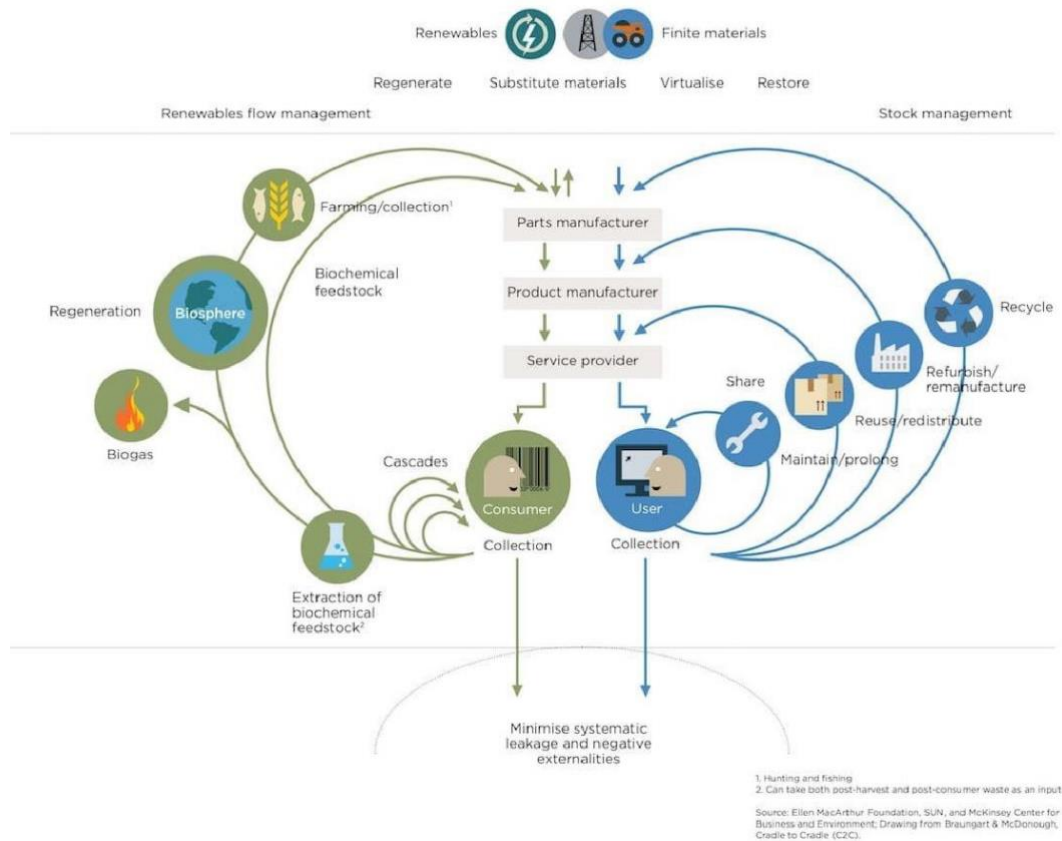 Renewables
Finite materials
Regenerate Substitute materials Virtualise Restore
Renewables flow management
Stock management
Farming/collection¹
Parts manufacturer
Biochemical
feedstock
Product manufacturer
Regeneration
Biosphere
Recycle
Service provider
Share
Refurbish/
remanufacture
Reuse/redistribute
Biogas
Cascades
Maintain/prolong
Consumer
User
Collection
Collection
Extraction of
biochemical
feedstock²
Minimise systematic
leakage and negative
externalities
1. Hunting and fishing
2. Can take both post-harvest and post-consumer waste as an input
Source: Ellen MacArthur Foundation, SUN, and McKinsey Center for
Business and Environment; Drawing from Braungart & McDonough,
Cradle to Cradle (C2C).